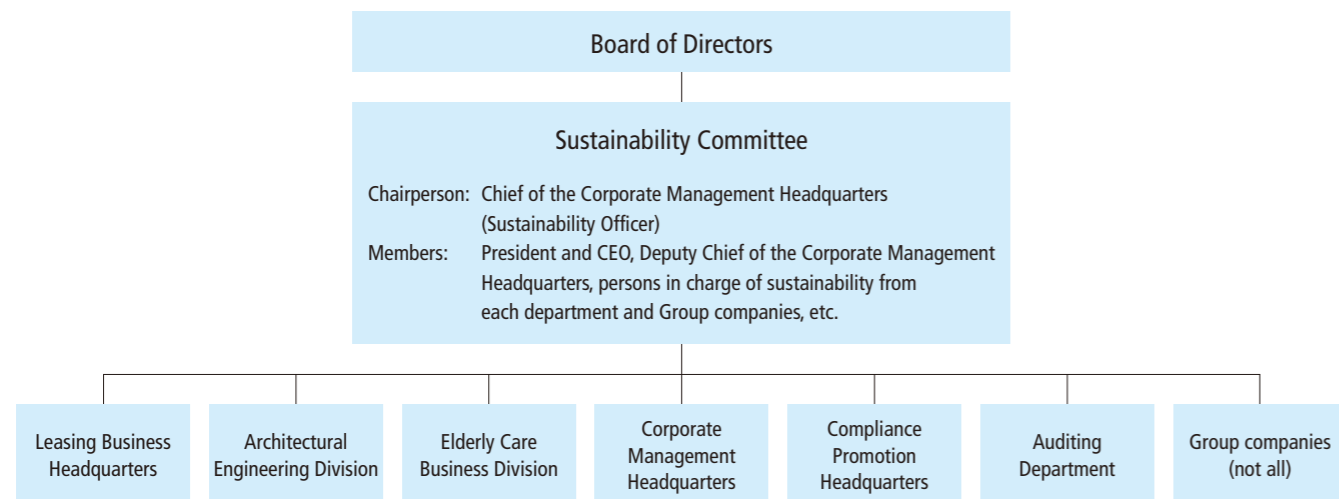 Board of Directors
Sustainability Committee
Chairperson: Chief of the Corporate Management Headquarters
(Sustainability Officer)
Members: President and CEO, Deputy Chief of the Corporate Management
Headquarters, persons in charge of sustainability from
each department and Group companies, etc.
Leasing Business
Headquarters
Architectural
Engineering Division
Elderly Care
Business Division
Corporate
Management
Headquarters
Compliance
Promotion
Headquarters
Auditing
Department
Group companies
(not all)